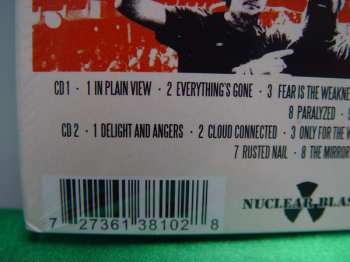 CD 1 · 1 IN PLAIN VIEW · 2 EVERYTHING'S GONE · 3 FEAR IS THE WEAKNE
8 PARALYZED ·
CD 2 · 1 DELIGHT AND ANGERS · 2 CLOUD CONNECTED · 3 ONLY FOR THE W
7 RUSTED NAIL · 8 THE MIRROR
NUCLEAR BLAS
7 27361 38102 8